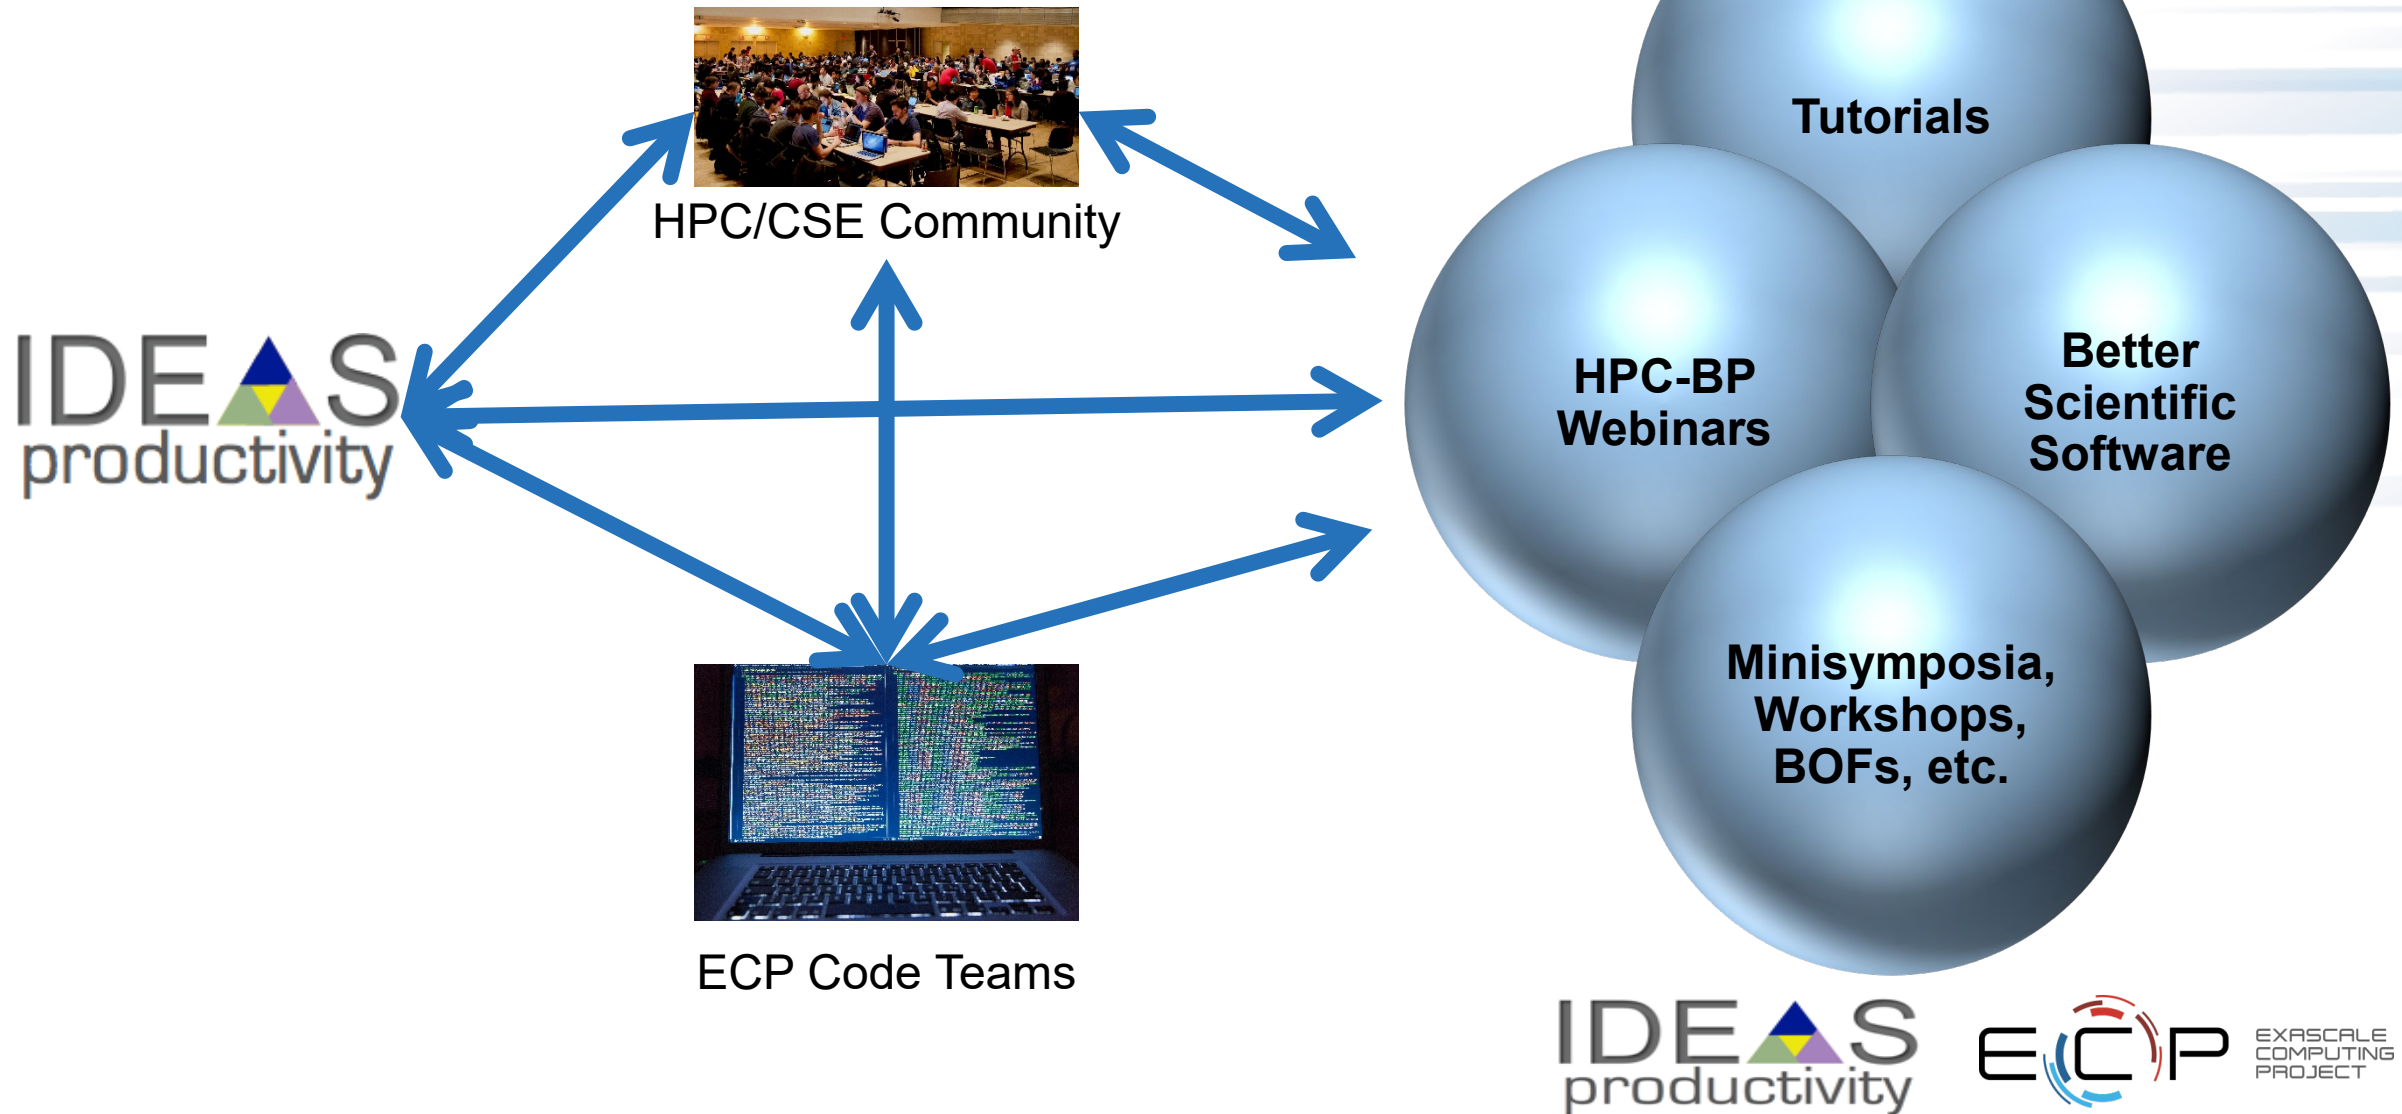 HPC/CSE Community
IDEAS
productivity
ECP Code Teams
Tutorials
HPC-BP
Webinars
Better
Scientific
Software
Minisymposia,
Workshops,
BOFs, etc.
IDEAS
productivity
ECP
EXASCALE
COMPUTING
PROJECT